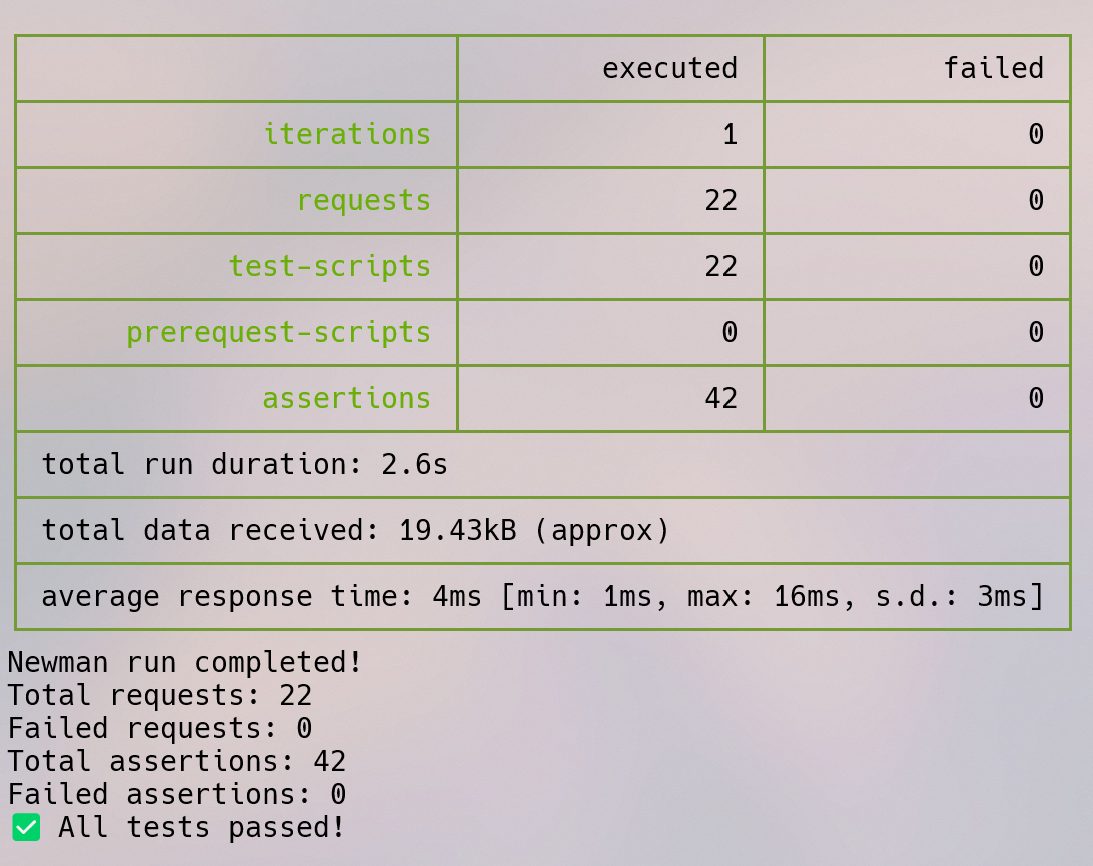 executed failed
iterations 1 0
requests 22 0
test-scripts 22 0
prerequest-scripts 0 0
assertions 42 0
total run duration: 2.6s
total data received: 19.43kB (approx)
average response time: 4ms [min: 1ms, max: 16ms, s.d.: 3ms]
Newman run completed!
Total requests: 22
Failed requests: 0
Total assertions: 42
Failed assertions: 0
✅ All tests passed!